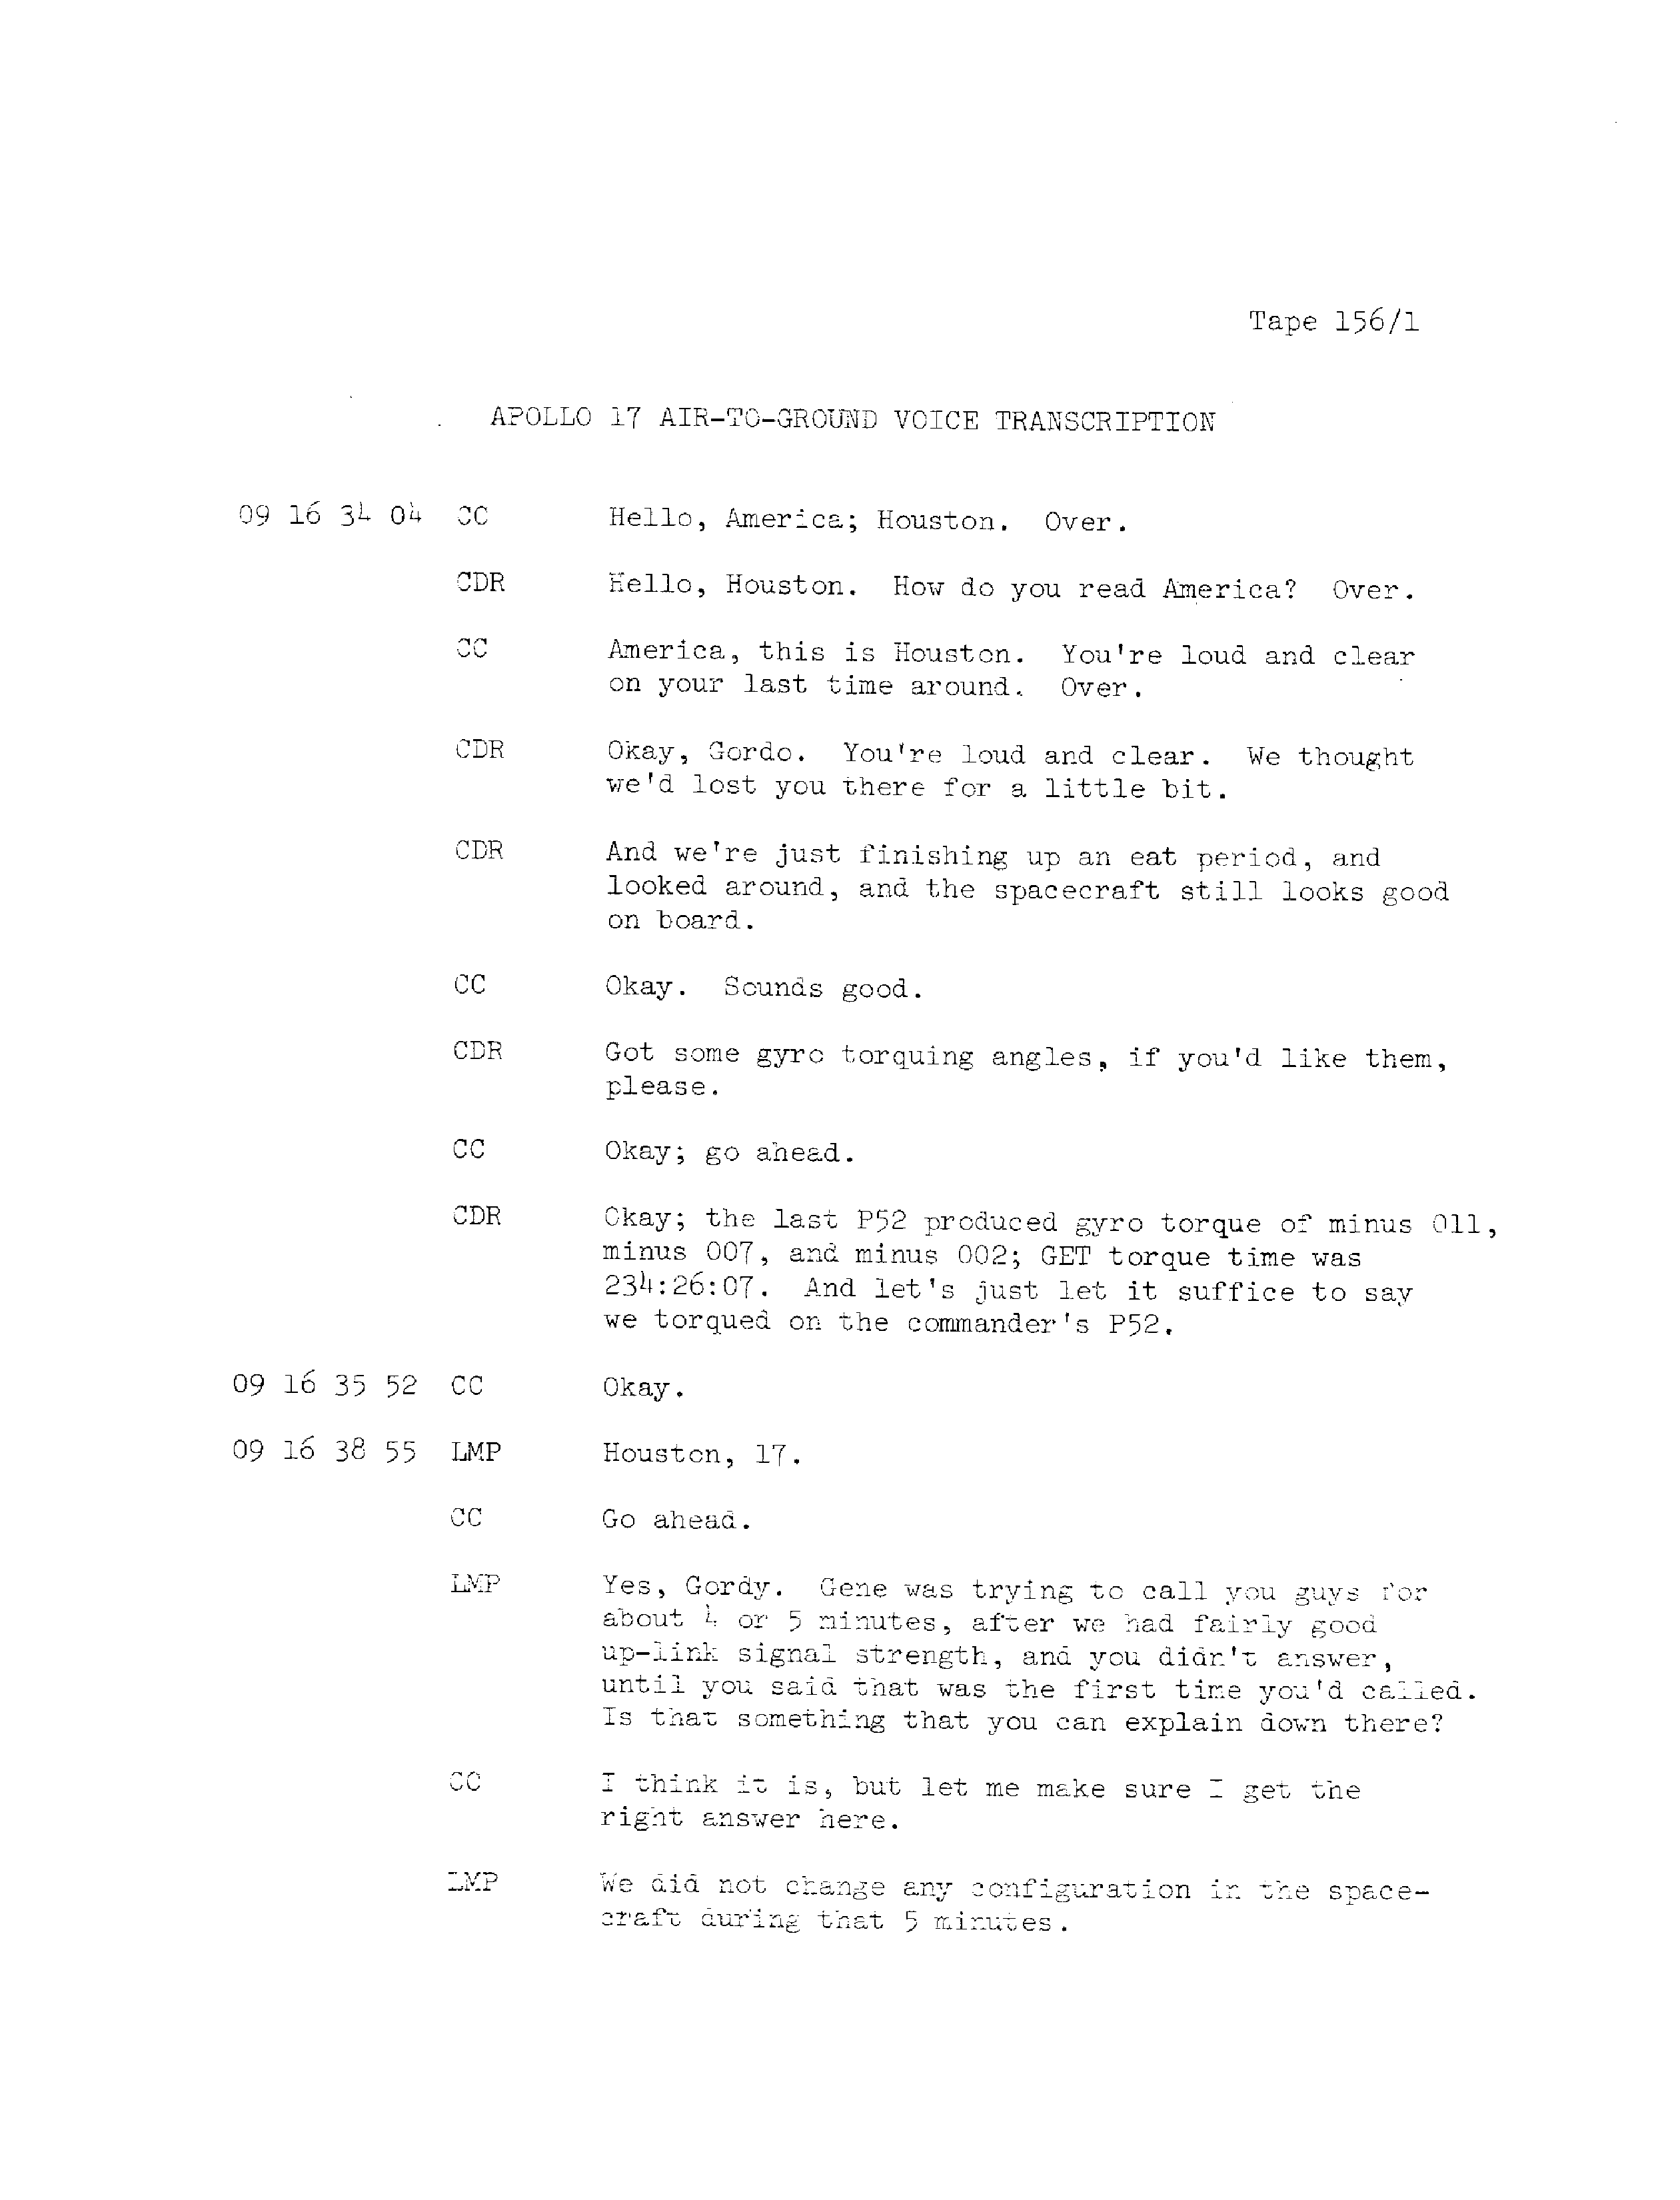 Tape 156/1
APOLLO 17 AIR-TO-GROUND VOICE TRANSCRIPTION
09 16 34 04 CC Hello, America; Houston. Over.
CDR Hello, Houston. How do you read America? Over.
CC America, this is Houston. You're loud and clear
on your last time around. Over.
CDR Okay, Gordo. You're loud and clear. We thought
we'd lost you there for a little bit.
CDR And we're just finishing up an eat period, and
looked around, and the spacecraft still looks good
on board.
CC Okay. Sounds good.
CDR Got some gyro torquing angles, if you'd like them,
please.
CC Okay; go ahead.
CDR Okay; the last P52 produced gyro torque of minus 011,
minus 007, and minus 002; GET torque time was
234:26:07. And let's just let it suffice to say
we torqued on the commander's P52.
09 16 35 52 CC Okay.
09 16 38 55 LMP Houston, 17.
CC Go ahead.
LMP Yes, Gordy. Gene was trying to call you guys for
about 4 or 5 minutes, after we had fairly good
up-link signal strength, and you didn't answer,
until you said that was the first time you'd called.
Is that something that you can explain down there?
CC I think it is, but let me make sure I get the
right answer here.
LMP We did not change any configuration in the space-
craft during that 5 minutes.